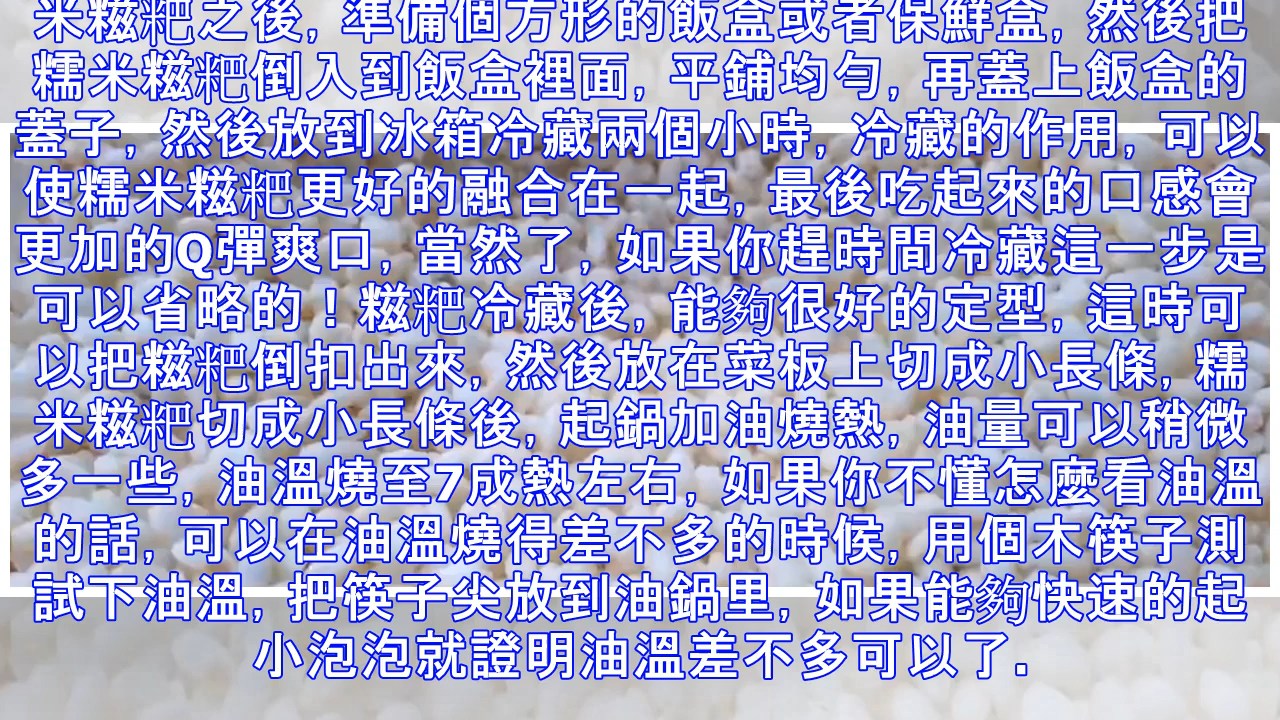 米糍粑之後, 準備個方形的飯盒或者保鮮盒, 然後把
糯米糍粑倒入到飯盒裡面, 平鋪均勻, 再蓋上飯盒的
蓋子, 然後放到冰箱冷藏兩個小時, 冷藏的作用, 可以
使糯米糍粑更好的融合在一起, 最後吃起來的口感會
更加的Q彈爽口, 當然了, 如果你趕時間冷藏這一步是
可以省略的！糍粑冷藏後, 能夠很好的定型, 這時可
以把糍粑倒扣出來, 然後放在菜板上切成小長條, 糯
米糍粑切成小長條後, 起鍋加油燒熱, 油量可以稍微
多一些, 油溫燒至7成熱左右, 如果你不懂怎麼看油溫
的話, 可以在油溫燒得差不多的時候, 用個木筷子測
試下油溫, 把筷子尖放到油鍋里, 如果能夠快速的起
小泡泡就證明油溫差不多可以了.